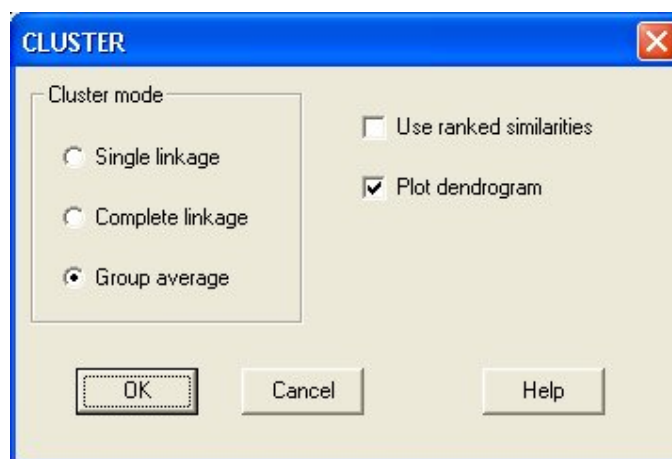 CLUSTER
Cluster mode
Single linkage
Complete linkage
Group average
Use ranked similarities
Plot dendrogram
OK
Cancel
Help